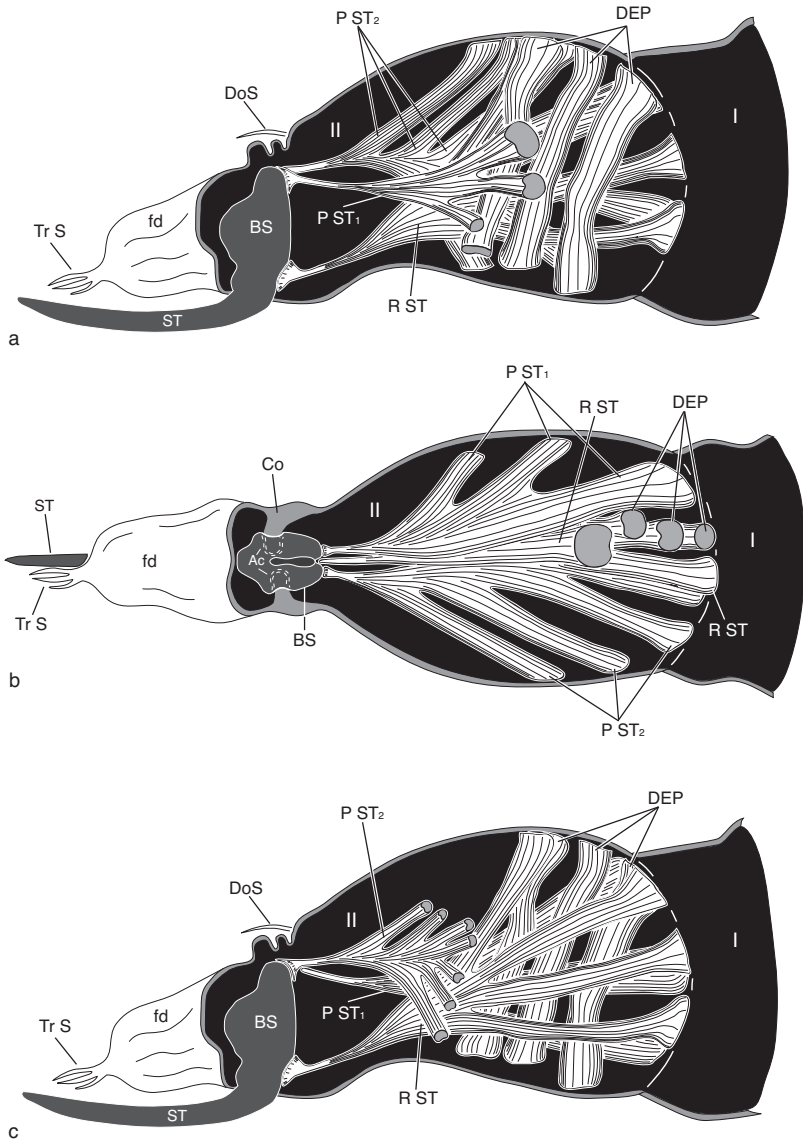 P ST₂
DEP
DoS
II
I
fd
Tr S
BS
P ST₁
R ST
ST
a
P ST₁
R ST
DEP
Co
ST
II
I
fd
Ac
Tr S
BS
R ST
P ST₂
b
DEP
P ST₂
DoS
II
I
fd
Tr S
BS
P ST₁
R ST
ST
c